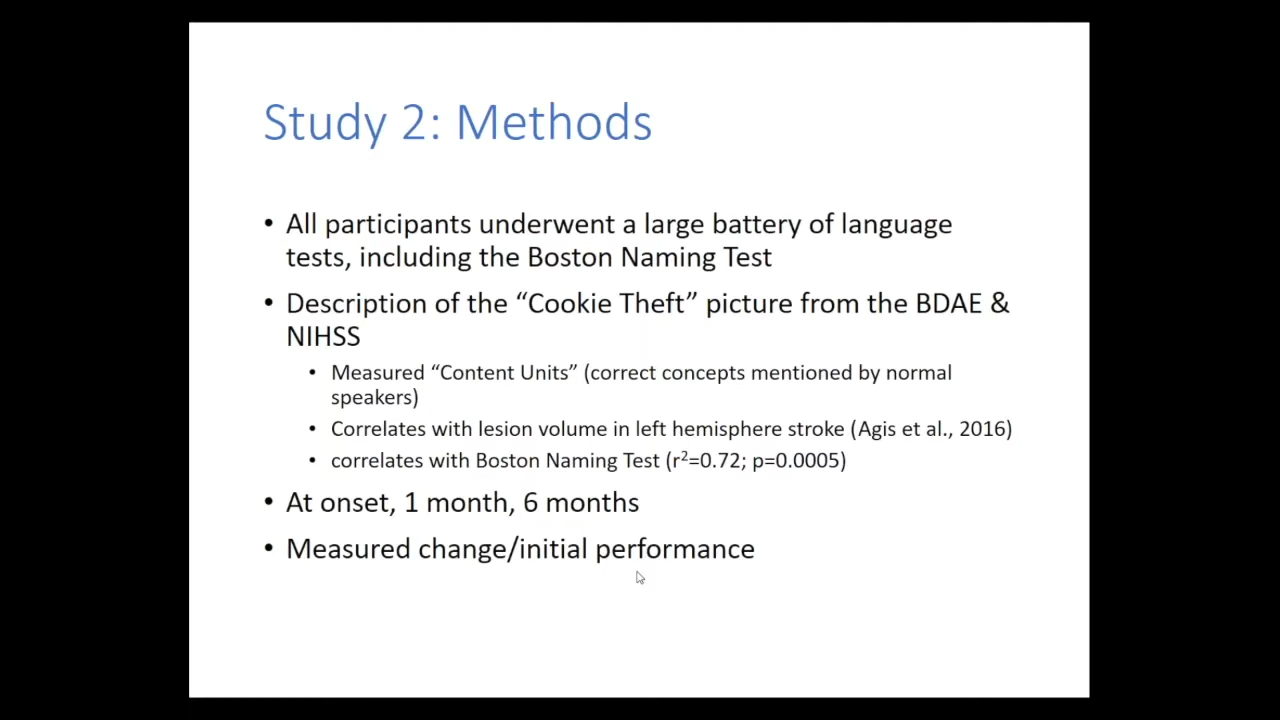 Study 2: Methods
• All participants underwent a large battery of language
tests, including the Boston Naming Test
• Description of the “Cookie Theft” picture from the BDAE &
NIHSS
• Measured “Content Units” (correct concepts mentioned by normal
speakers)
• Correlates with lesion volume in left hemisphere stroke (Agis et al., 2016)
• correlates with Boston Naming Test (r²=0.72; p=0.0005)
• At onset, 1 month, 6 months
• Measured change/initial performance